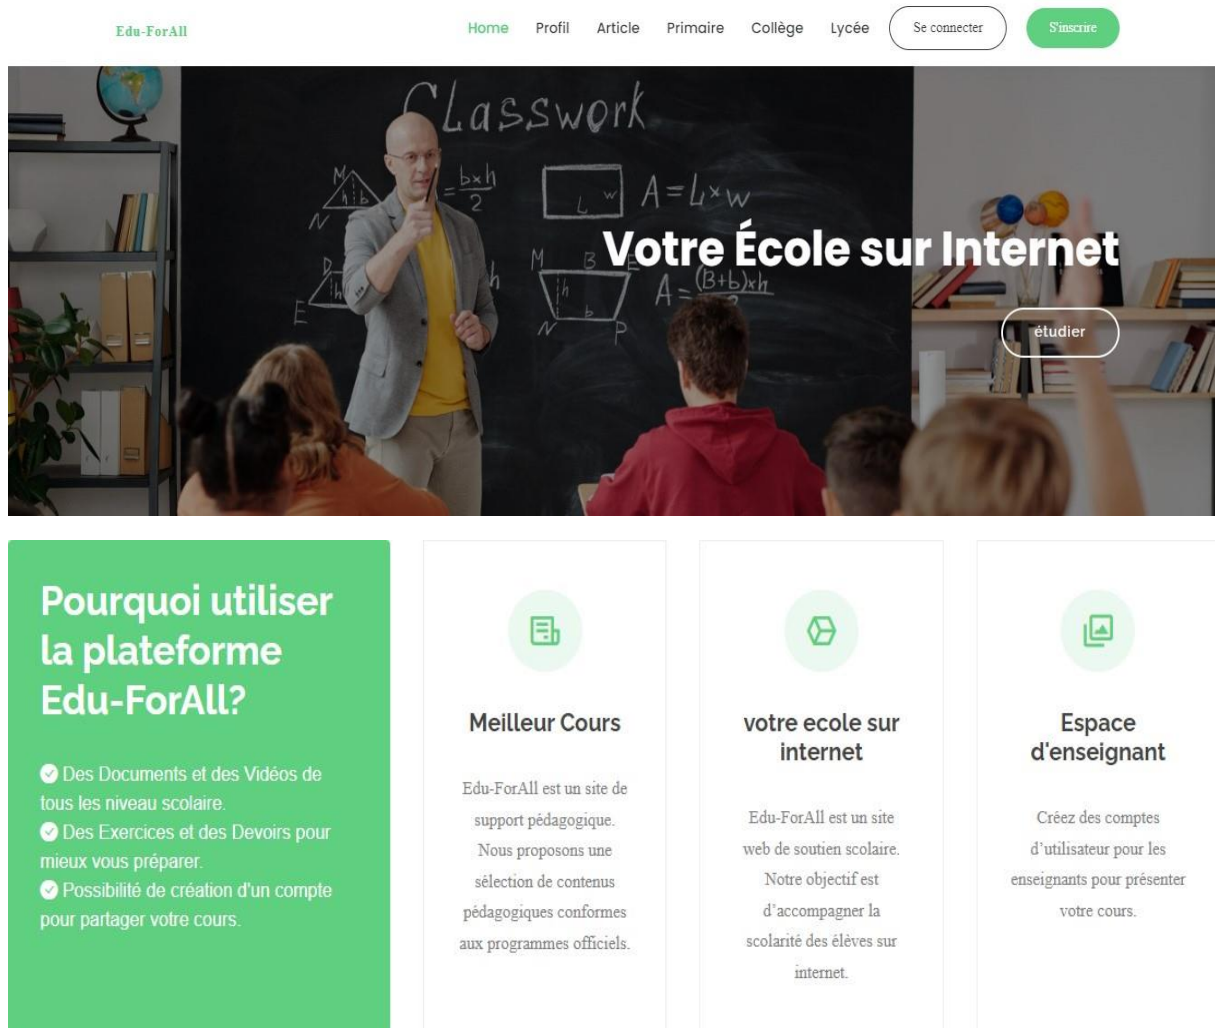 Edu-ForAll
Home Profil Article Primaire Collège Lycée Se connecter S'inscrire
CLasswork
M
h b
N
= bxh
2
L w
A=L×w
Votre École sur Internet
D
h
E
h
M B E
h
b
N P
A = (B+b)xh
étudier
Pourquoi utiliser
la plateforme
Edu-ForAll?
Des Documents et des Vidéos de
tous les niveau scolaire.
Des Exercices et des Devoirs pour
mieux vous préparer.
Possibilité de création d'un compte
pour partager votre cours.
Meilleur Cours
Edu-ForAll est un site de
support pédagogique.
Nous proposons une
sélection de contenus
pédagogiques conformes
aux programmes officiels.
votre ecole sur
internet
Edu-ForAll est un site
web de soutien scolaire.
Notre objectif est
d’accompagner la
scolarité des élèves sur
internet.
Espace
d'enseignant
Créez des comptes
d’utilisateur pour les
enseignants pour présenter
votre cours.